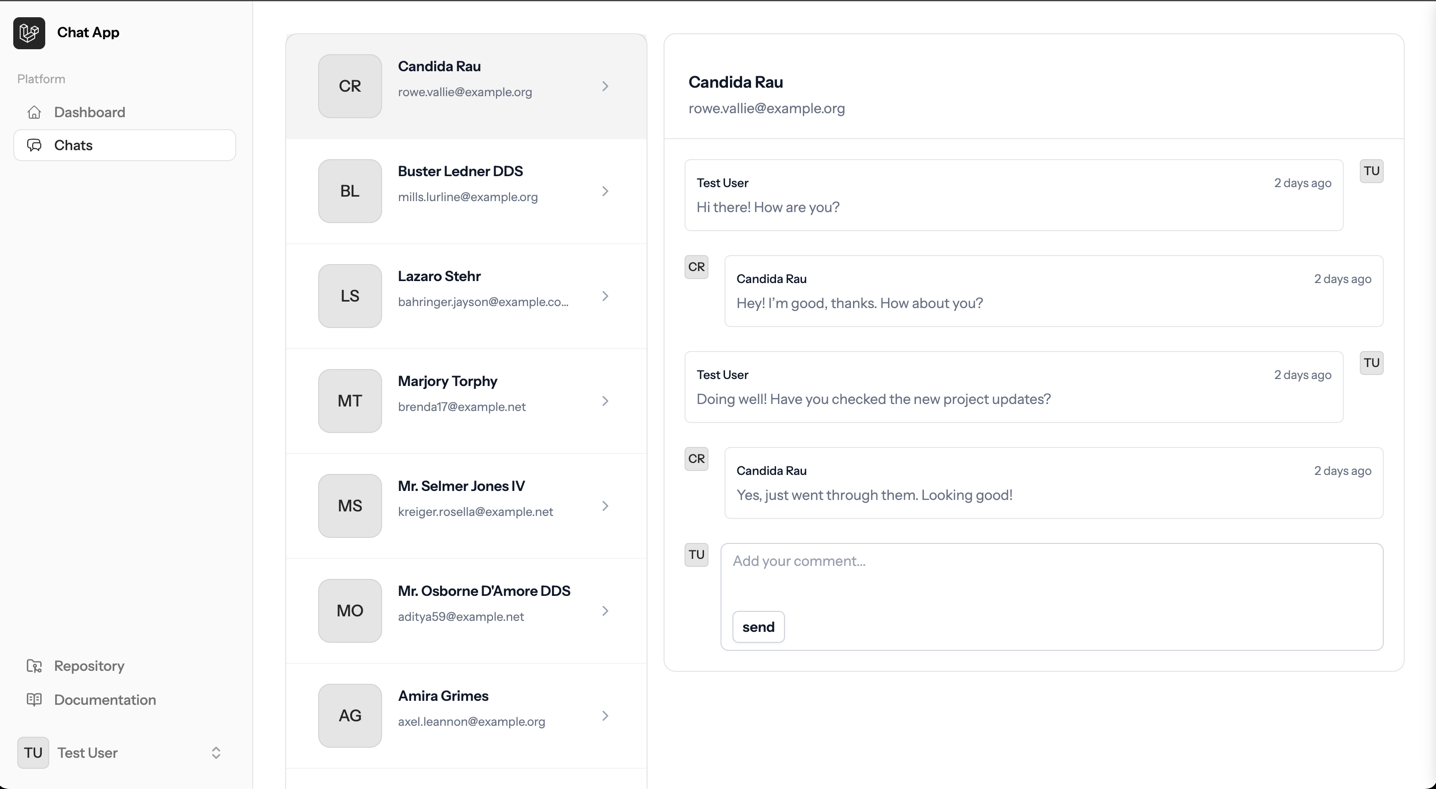 Chat App
Platform
Dashboard
Chats
Repository
Documentation
TU
Test User
CR
Candida Rau
rowe.vallie@example.org
BL
Buster Ledner DDS
mills.lurline@example.org
LS
Lazaro Stehr
bahringer.jayson@example.co...
MT
Marjory Torphy
brenda17@example.net
MS
Mr. Selmer Jones IV
kreiger.rosella@example.net
MO
Mr. Osborne D'Amore DDS
aditya59@example.net
AG
Amira Grimes
axel.leannon@example.org
Candida Rau
rowe.vallie@example.org
Test User 2 days ago
TU
Hi there! How are you?
CR
Candida Rau 2 days ago
Hey! I'm good, thanks. How about you?
Test User 2 days ago
TU
Doing well! Have you checked the new project updates?
CR
Candida Rau 2 days ago
Yes, just went through them. Looking good!
TU
Add your comment...
send